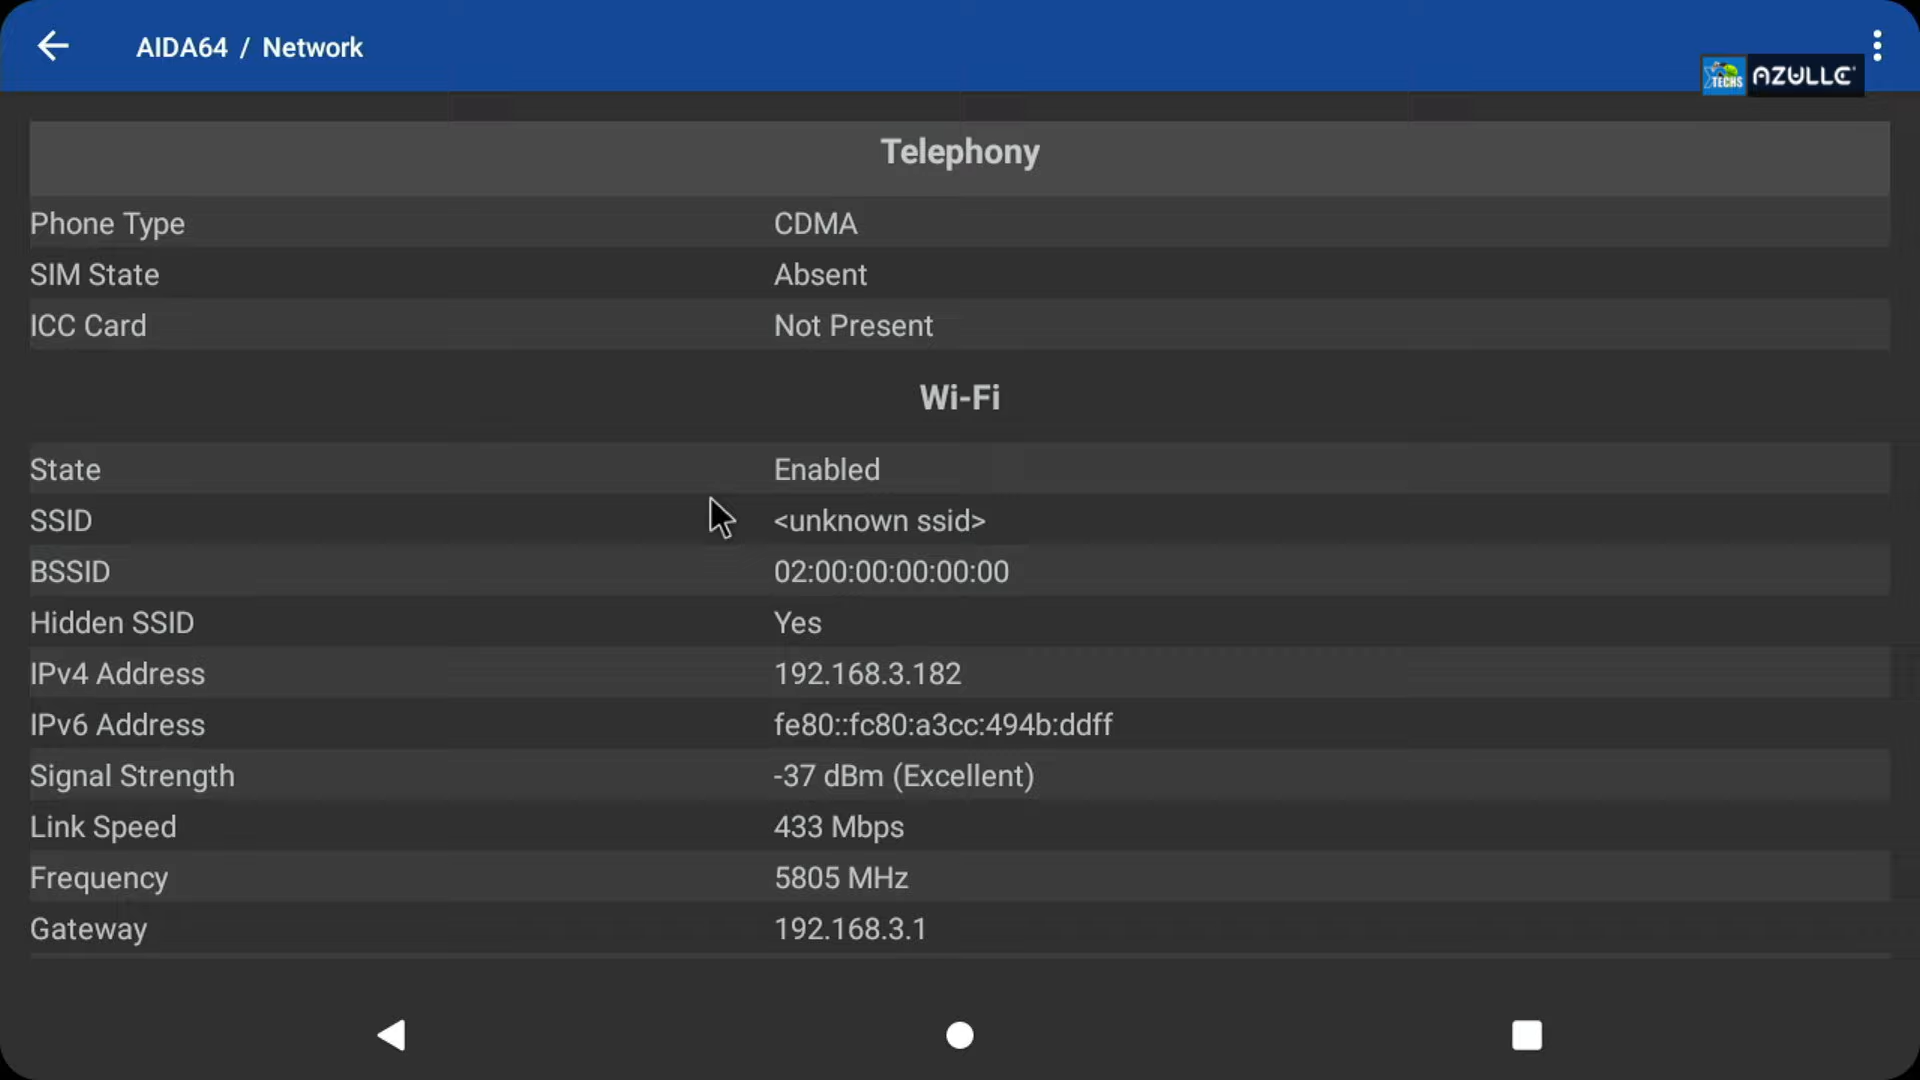 AIDA64 / Network
TECHS AZULLE
Telephony
Phone Type CDMA
SIM State Absent
ICC Card Not Present
Wi-Fi
State Enabled
SSID <unknown ssid>
BSSID 02:00:00:00:00:00
Hidden SSID Yes
IPv4 Address 192.168.3.182
IPv6 Address fe80::fc80:a3cc:494b:ddff
Signal Strength -37 dBm (Excellent)
Link Speed 433 Mbps
Frequency 5805 MHz
Gateway 192.168.3.1